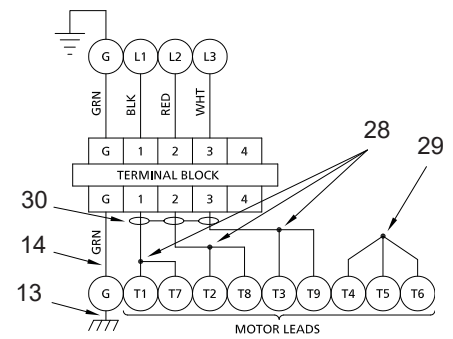 G L1 L2 L3
GRN BLK RED WHT
28
29
G 1 2 3 4
TERMINAL BLOCK
G 1 2 3 4
30
14
GRN
13
G T1 T7 T2 T8 T3 T9 T4 T5 T6
MOTOR LEADS